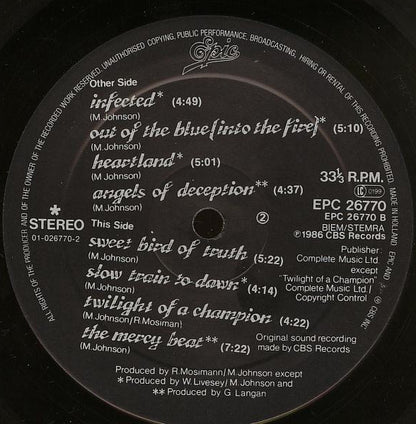 ALL RIGHTS OF THE PRODUCER AND OF THE OWNER OF THE RECORDED WORK RESERVED. UNAUTHORISED COPYING, PUBLIC PERFORMANCE, BROADCASTING, HIRING OR RENTAL OF THIS RECORDING PROHIBITED. MADE IN HOLLAND.
Epic
Other Side
infected* (4:49)
(M.Johnson)
out of the blue[into the fire]* (5:10)
(M.Johnson)
heartland* (5:01)
(M.Johnson)
angels of deception** (4:37)
(M.Johnson)
33⅓ R.P.M.
LC 0199
EPC 26770
EPC 26770 B
BIEM/STEMRA
℗1986 CBS Records
②
*
STEREO
01-026770-2
This Side
sweet bird of truth (5:22)
(M.Johnson)
slow train to dawn* (4:14)
(M.Johnson)
twilight of a champion (4:22)
(M.Johnson/R.Mosiman)
the mercy beat** (7:22)
(M.Johnson)
Publisher:
Complete Music Ltd.
except
"Twilight of a Champion"
Complete Music Ltd./
Copyright Control
Original sound recording
made by CBS Records
Produced by R.Mosimann/M.Johnson except
* Produced by W. Livesey/M. Johnson and
** Produced by G. Langan